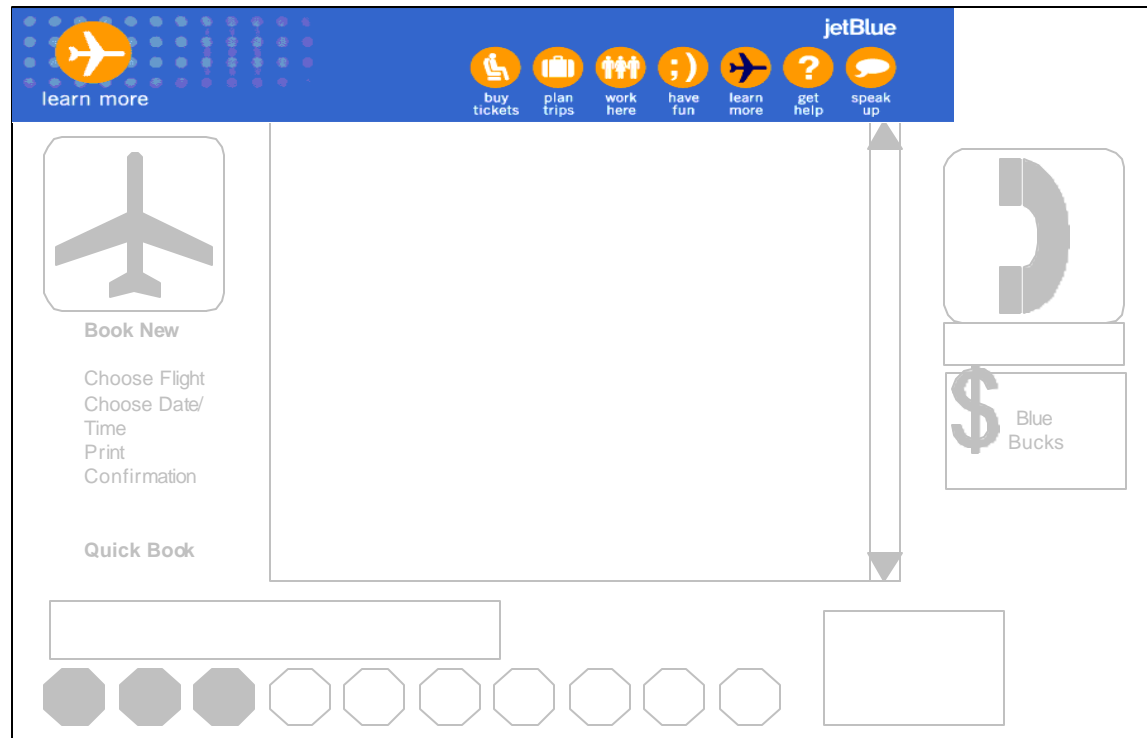 jetBlue
learn more
buy tickets
plan trips
work here
have fun
learn more
get help
speak up
; )
?
Book New
Choose Flight
Choose Date/
Time
Print
Confirmation
Quick Book
$
Blue
Bucks